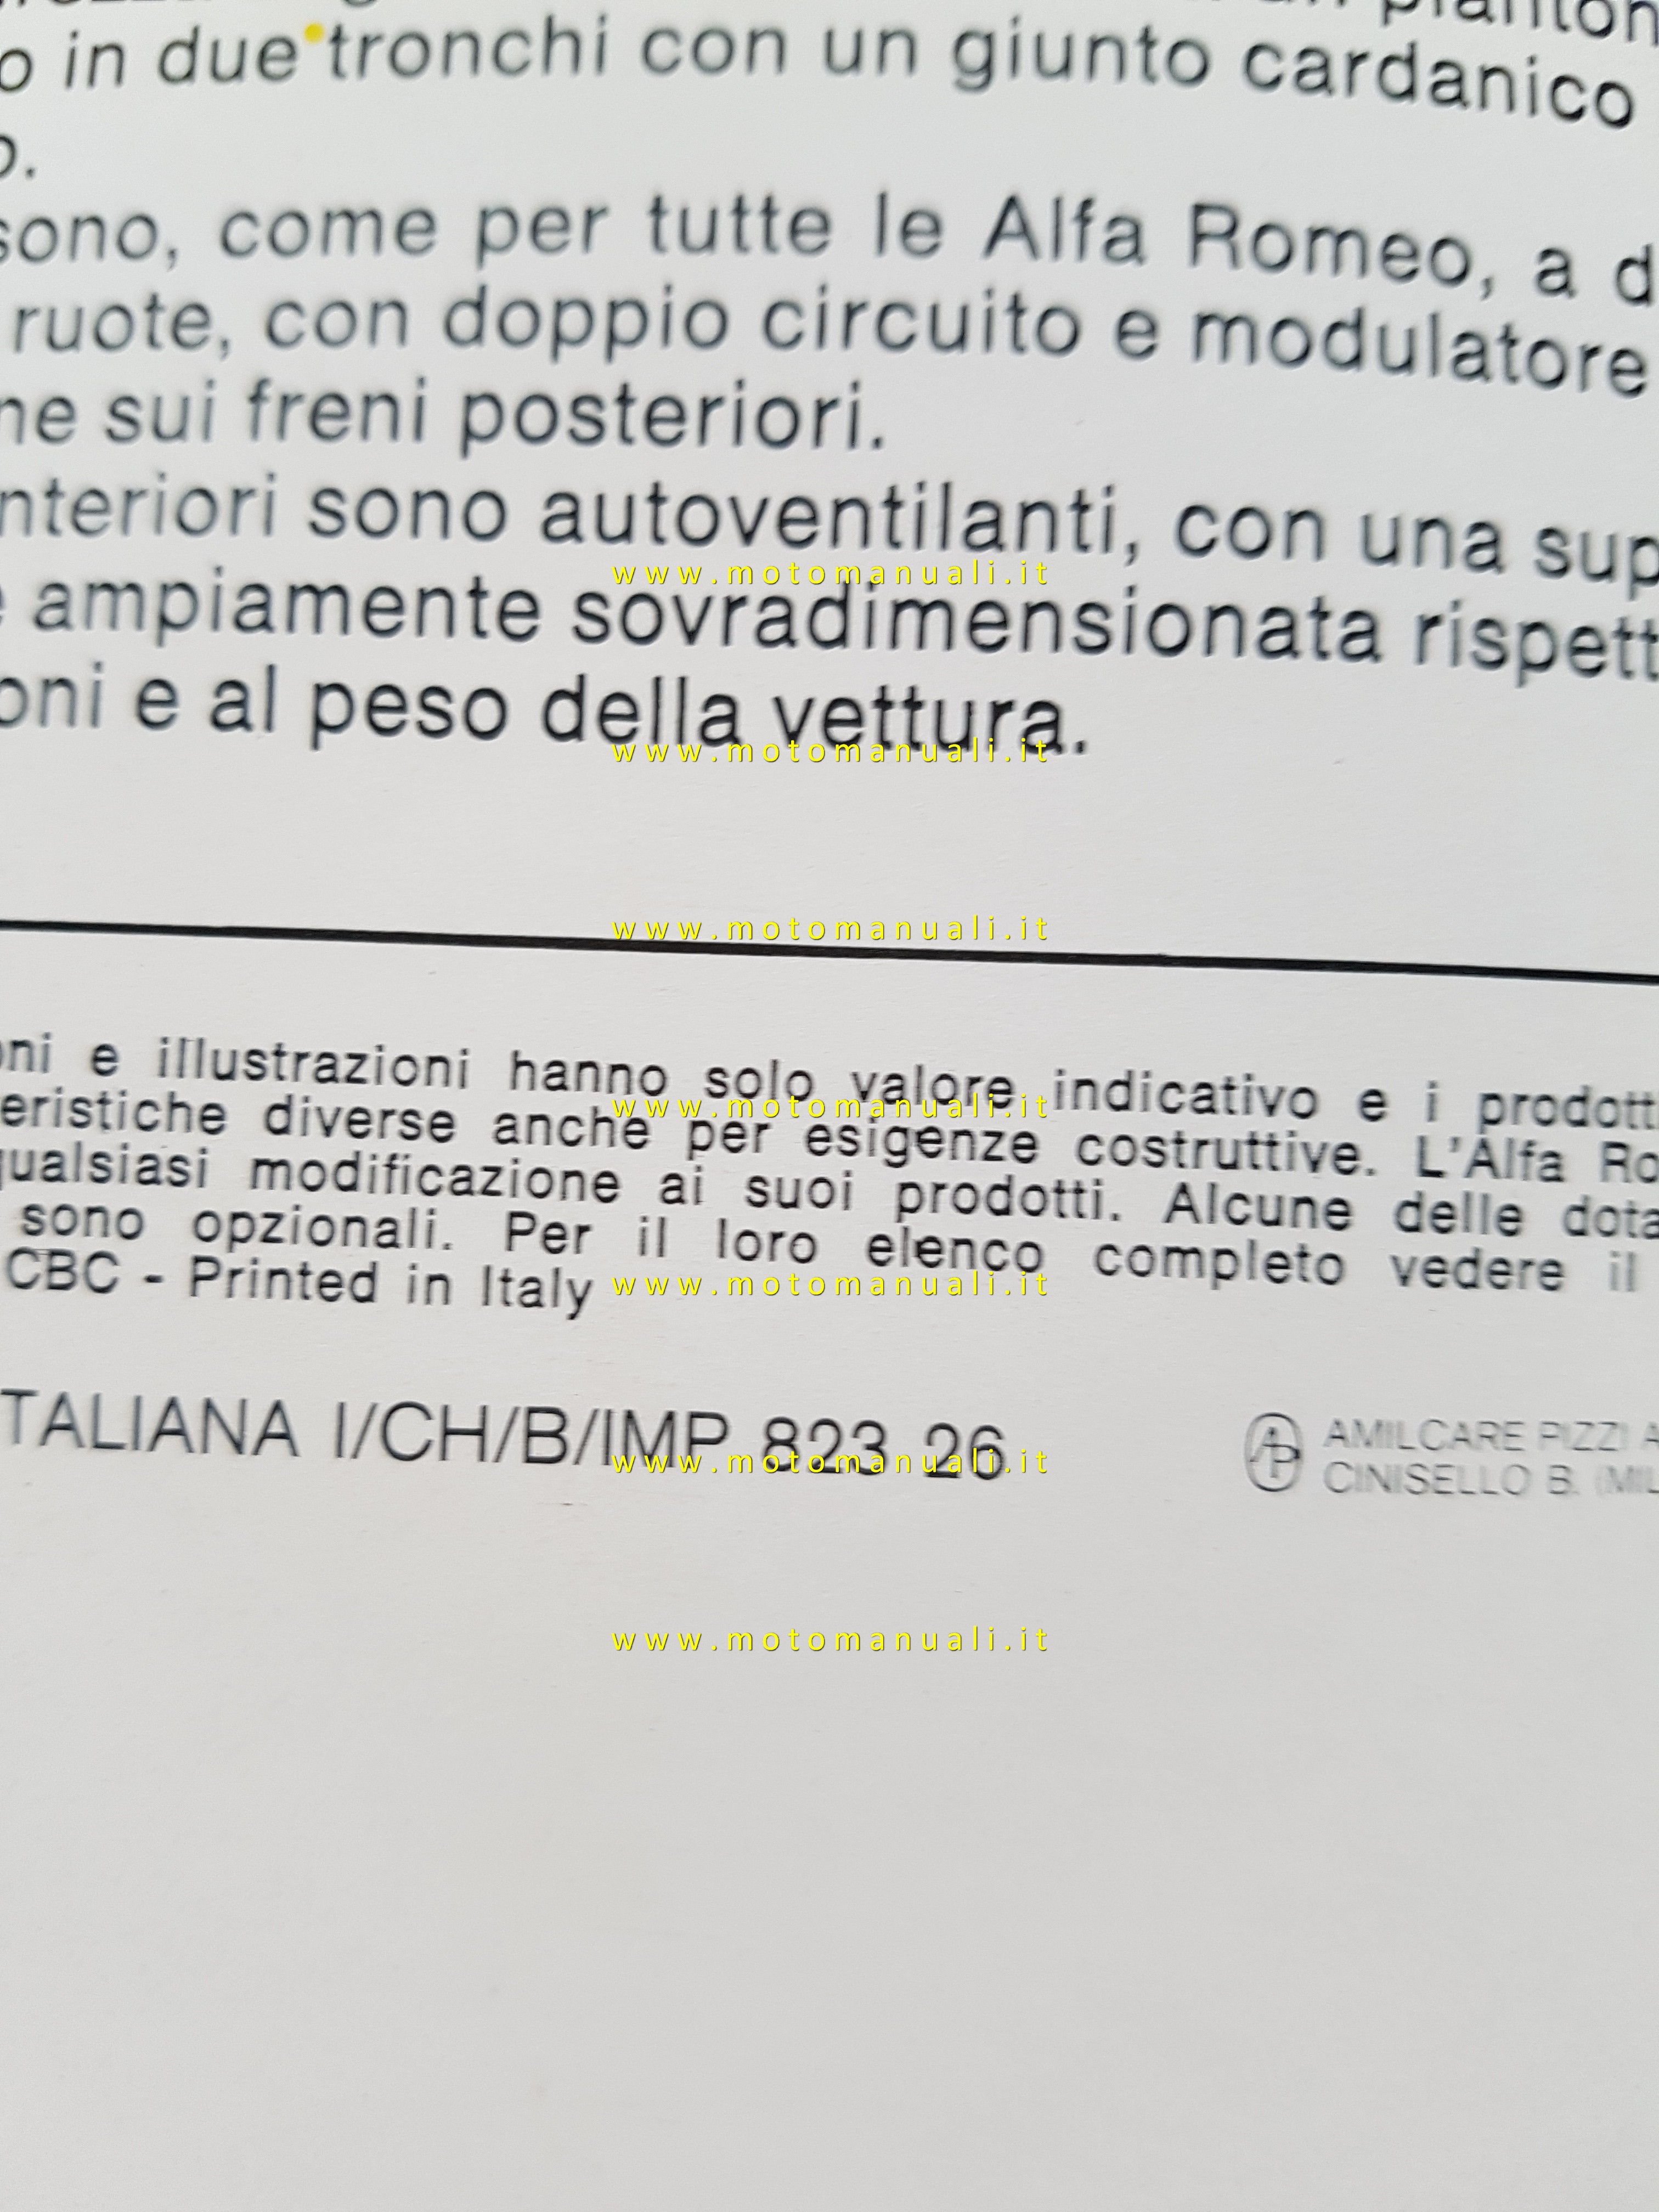 o in due tronchi con un giunto cardanico
o.
sono, come per tutte le Alfa Romeo, a d
ruote, con doppio circuito e modulatore
ne sui freni posteriori.
nteriori sono autoventilanti, con una sup
www.motomanuali.it
e ampiamente sovradimensionata rispett
oni e al peso della vettura.
www.motomanuali.it
www.motomanuali.it
oni e illustrazioni hanno solo valore indicativo e i prodott
www.motomanuali.it
eristiche diverse anche per esigenze costruttive. L'Alfa Ro
qualsiasi modificazione ai suoi prodotti. Alcune delle dota
sono opzionali. Per il loro elenco completo vedere il
CBC - Printed in Italy
www.motomanuali.it
TALIANA I/CH/B/IMP 823 26
www.motomanuali.it
AP AMILCARE PIZZI A
CINISELLO B. (MIL
www.motomanuali.it